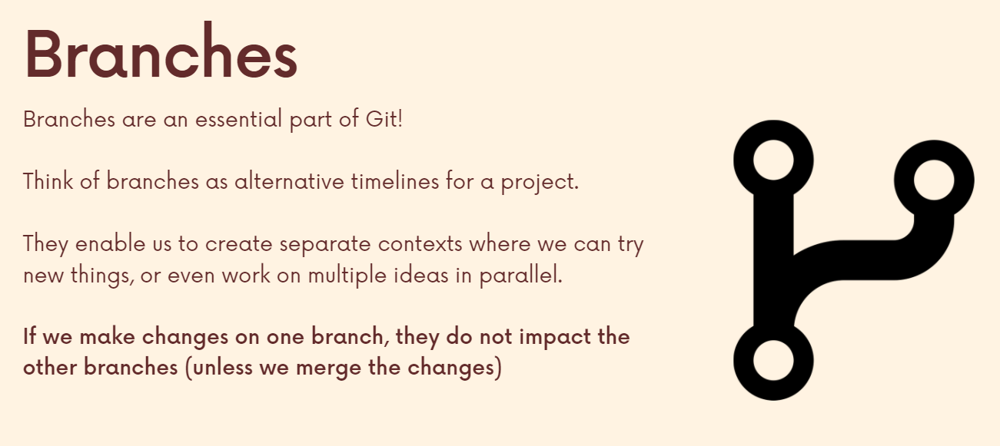 Branches
Branches are an essential part of Git!
Think of branches as alternative timelines for a project.
They enable us to create separate contexts where we can try
new things, or even work on multiple ideas in parallel.
If we make changes on one branch, they do not impact the
other branches (unless we merge the changes)